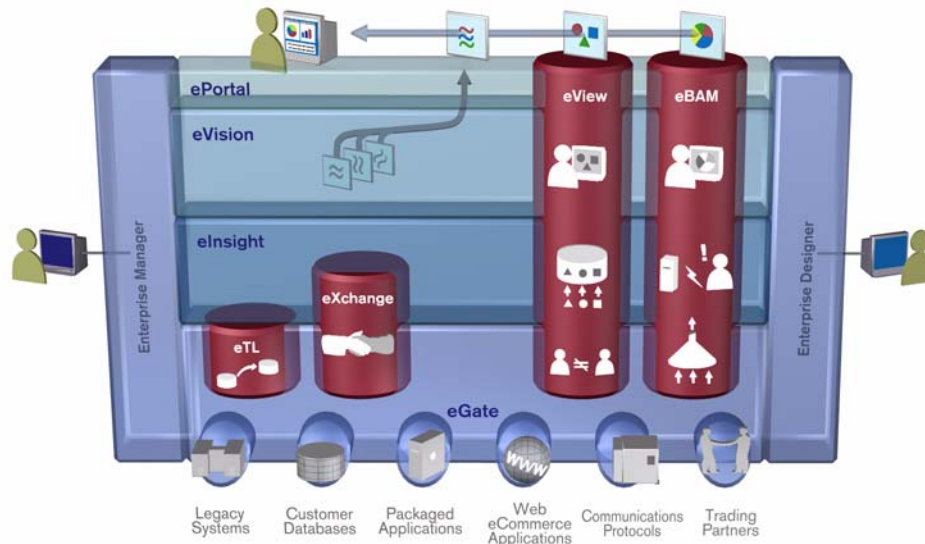 ePortal
eView
eBAM
eVision
Enterprise Manager
eInsight
Enterprise Designer
eXchange
eTL
eGate
WWW
Legacy
Systems
Customer
Databases
Packaged
Applications
Web
eCommerce
Applications
Communications
Protocols
Trading
Partners